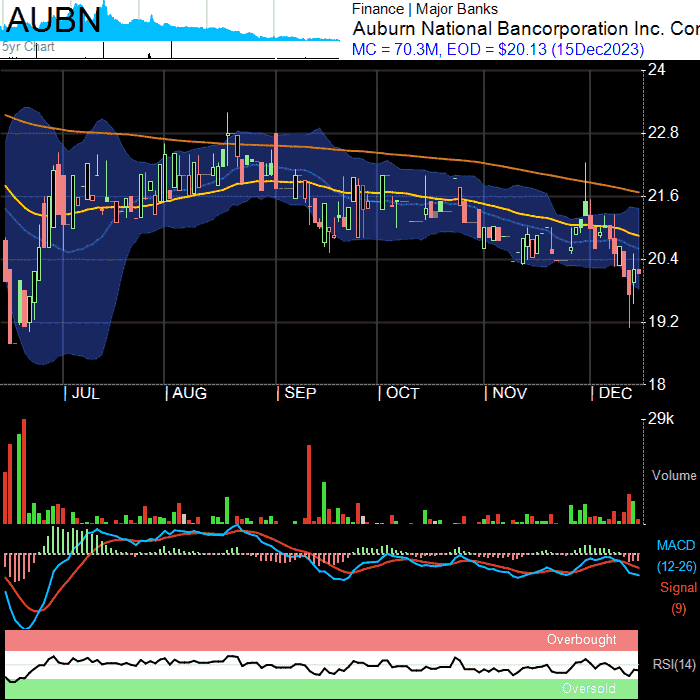 AUBN
5yr Chart
Finance | Major Banks
Auburn National Bancorporation Inc. Cor
MC = 70.3M, EOD = $20.13 (15Dec2023)
24
22.8
21.6
20.4
19.2
18
| JUL | AUG | SEP | OCT | NOV | DEC
29k
Volume
MACD
(12-26)
Signal
(9)
Overbought
RSI(14)
Oversold